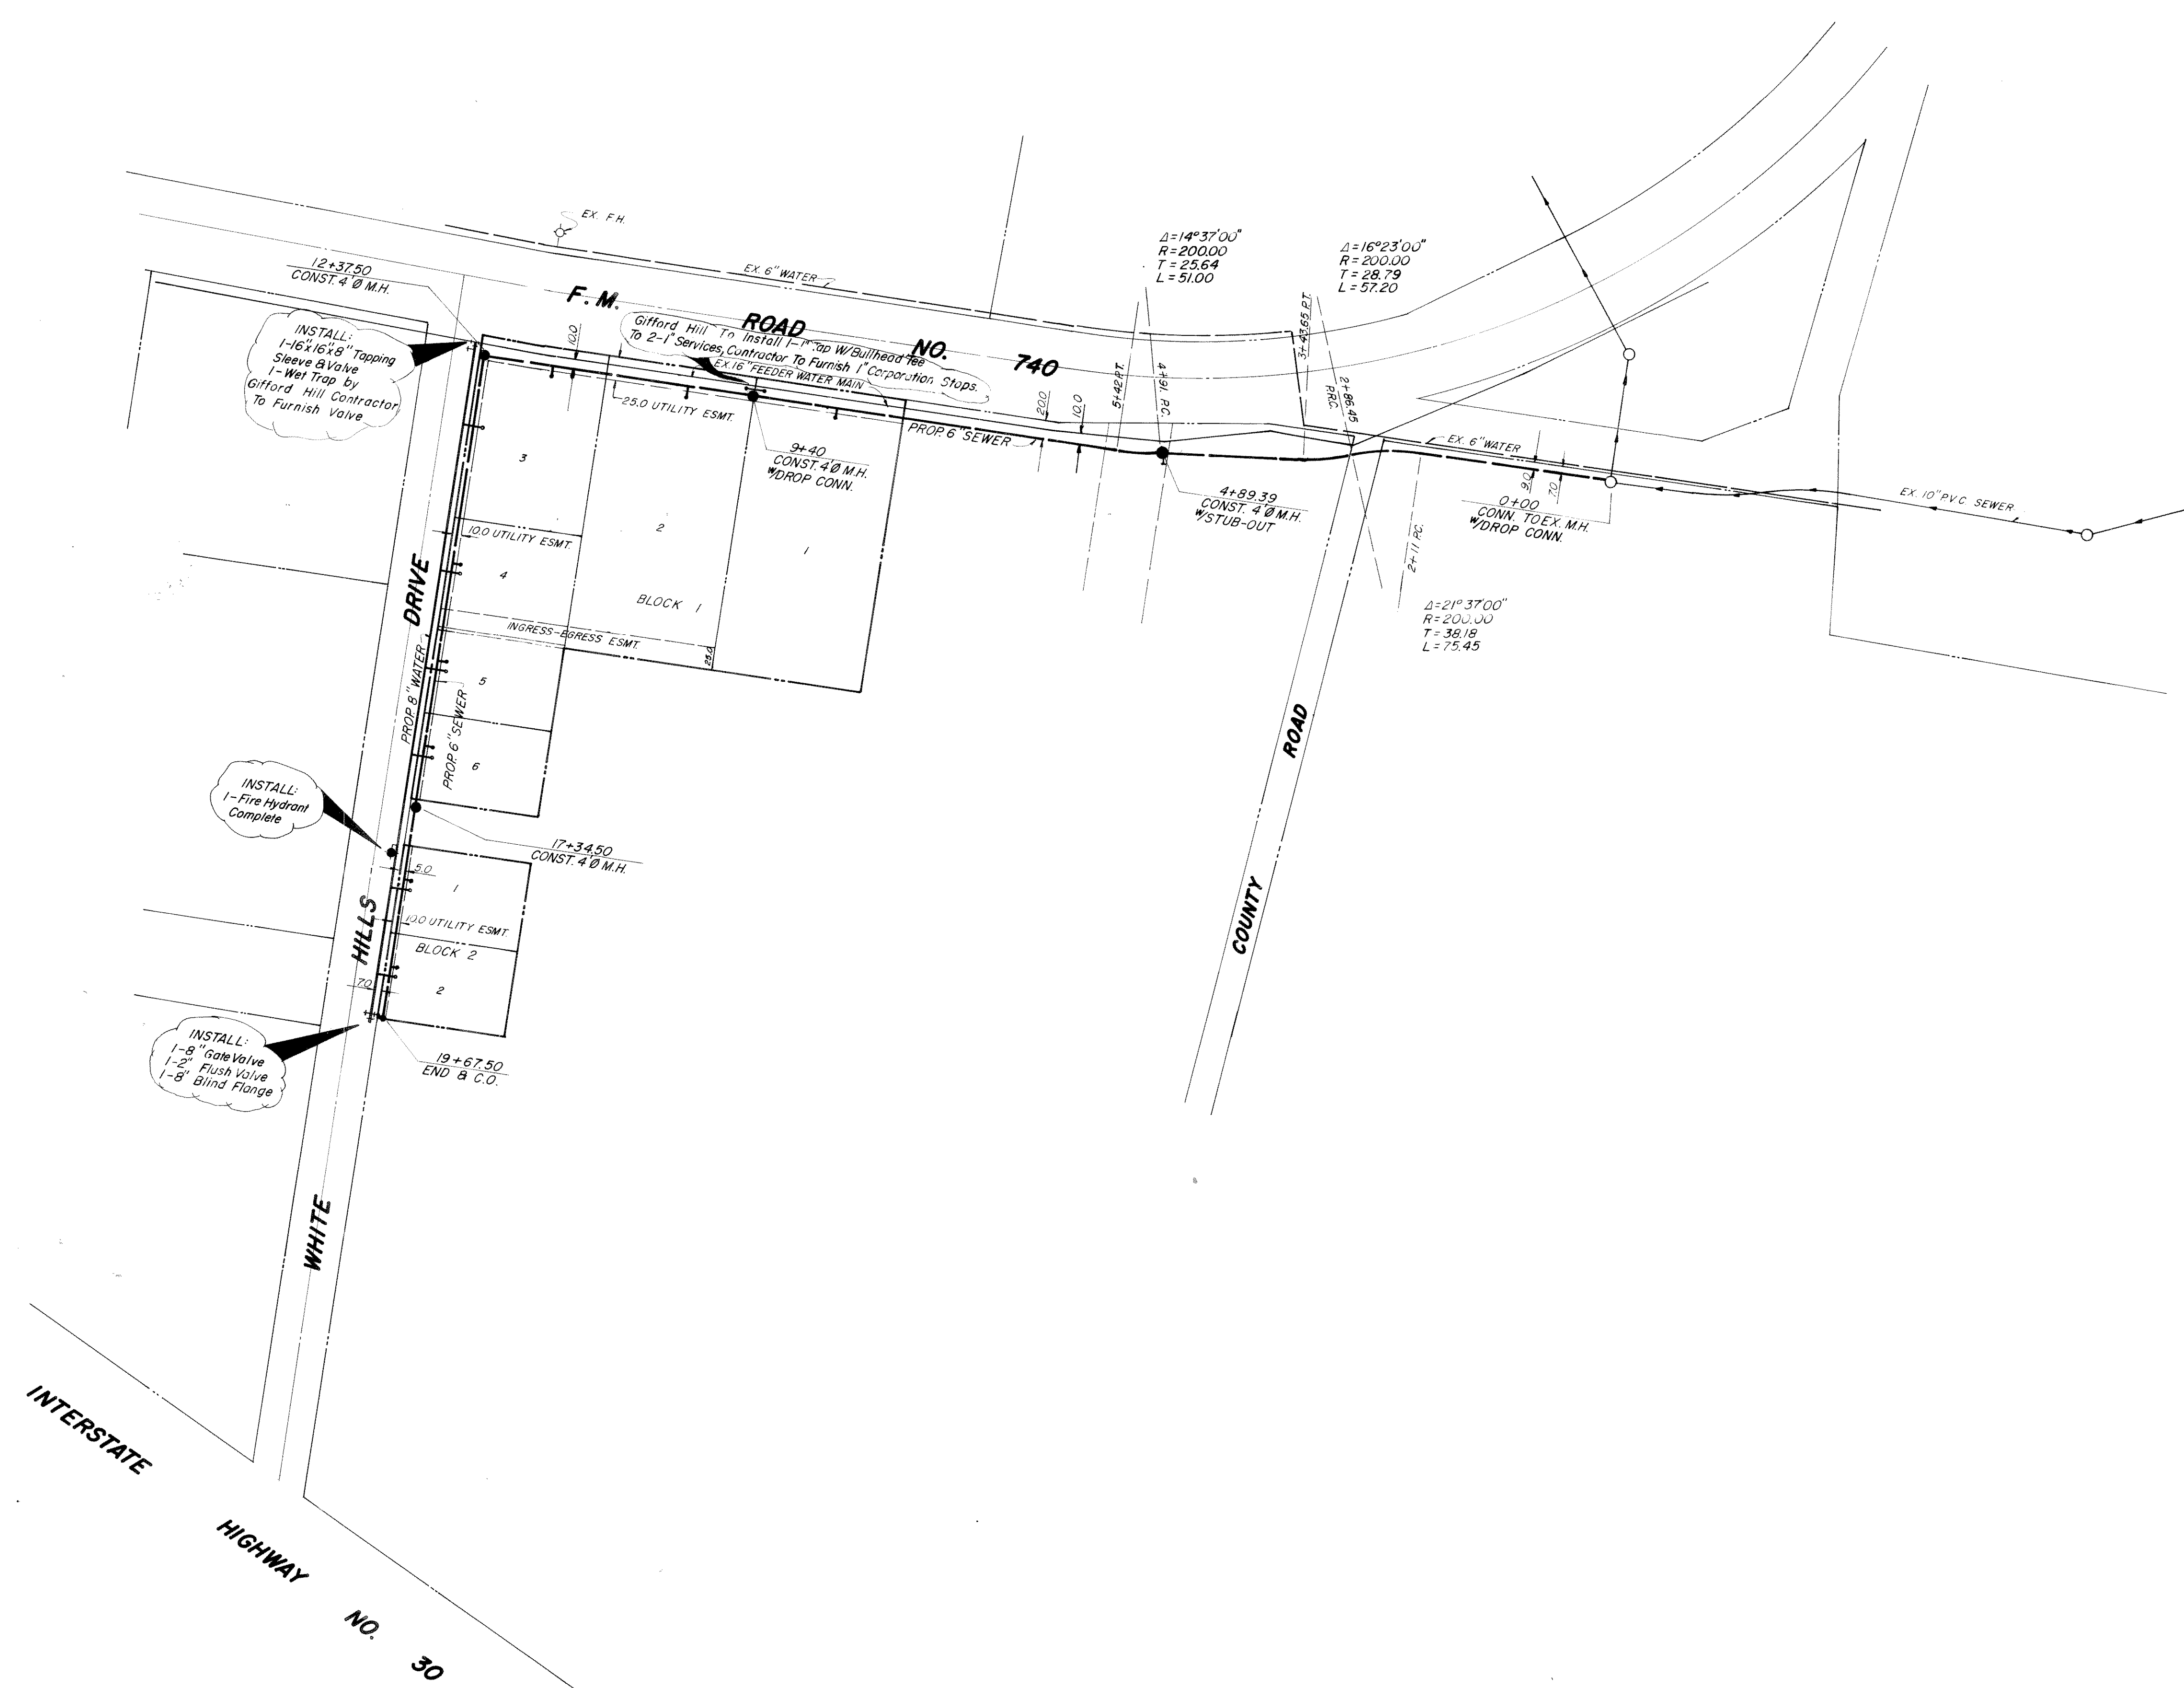 EX. F.H.
EX. 6" WATER
12+37.50
CONST. 4' Ø M.H.
INSTALL:
1-16"x16"x8" Tapping
Sleeve & Valve
1-Wet Trap by
Gifford Hill Contractor
To Furnish Valve
F. M. ROAD NO. 740
10.0
Gifford Hill To Install 1-1" Tap W/Bullhead Tee
To 2-1" Services, Contractor To Furnish 1" Corporation Stops.
EX. 16" FEEDER WATER MAIN
25.0 UTILITY ESMT.
9+40
CONST. 4' Ø M.H.
W/DROP CONN.
PROP. 6" SEWER
20.0
10.0
5+42 P.T.
4+91 P.C.
Δ=14°37'00"
R=200.00
T=25.64
L=51.00
Δ=16°23'00"
R=200.00
T=28.79
L=57.20
3+43.65 P.T.
2+86.45
P.R.C.
EX. 6" WATER
9.0
7.0
0+00
CONN. TO EX. M.H.
W/DROP CONN.
EX. 10" P.V.C. SEWER
4+89.39
CONST. 4' Ø M.H.
W/STUB-OUT
2+11 P.C.
Δ=21°37'00"
R=200.00
T=38.18
L=75.45
3
2
1
10.0 UTILITY ESMT.
4
BLOCK 1
INGRESS-EGRESS ESMT.
25.0
5
6
PROP. 8" WATER
PROP. 6" SEWER
WHITE HILLS DRIVE
INSTALL:
1-Fire Hydrant
Complete
17+34.50
CONST. 4' Ø M.H.
5.0
1
10.0 UTILITY ESMT.
BLOCK 2
2
7.0
INSTALL:
1-8" Gate Valve
1-2" Flush Valve
1-8" Blind Flange
19+67.50
END & C.O.
COUNTY ROAD
INTERSTATE HIGHWAY NO. 30